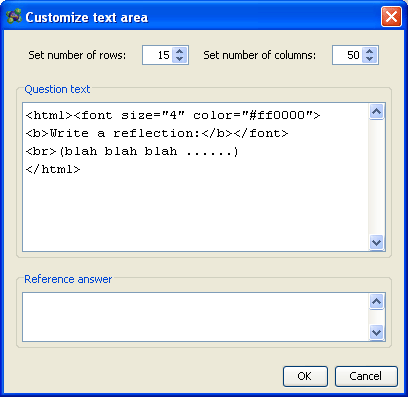 Customize text area
Set number of rows: 15 Set number of columns: 50
Question text
<html><font size="4" color="#ff0000">
<b>Write a reflection:</b></font>
<br>(blah blah blah ......)
</html>
Reference answer
OK Cancel